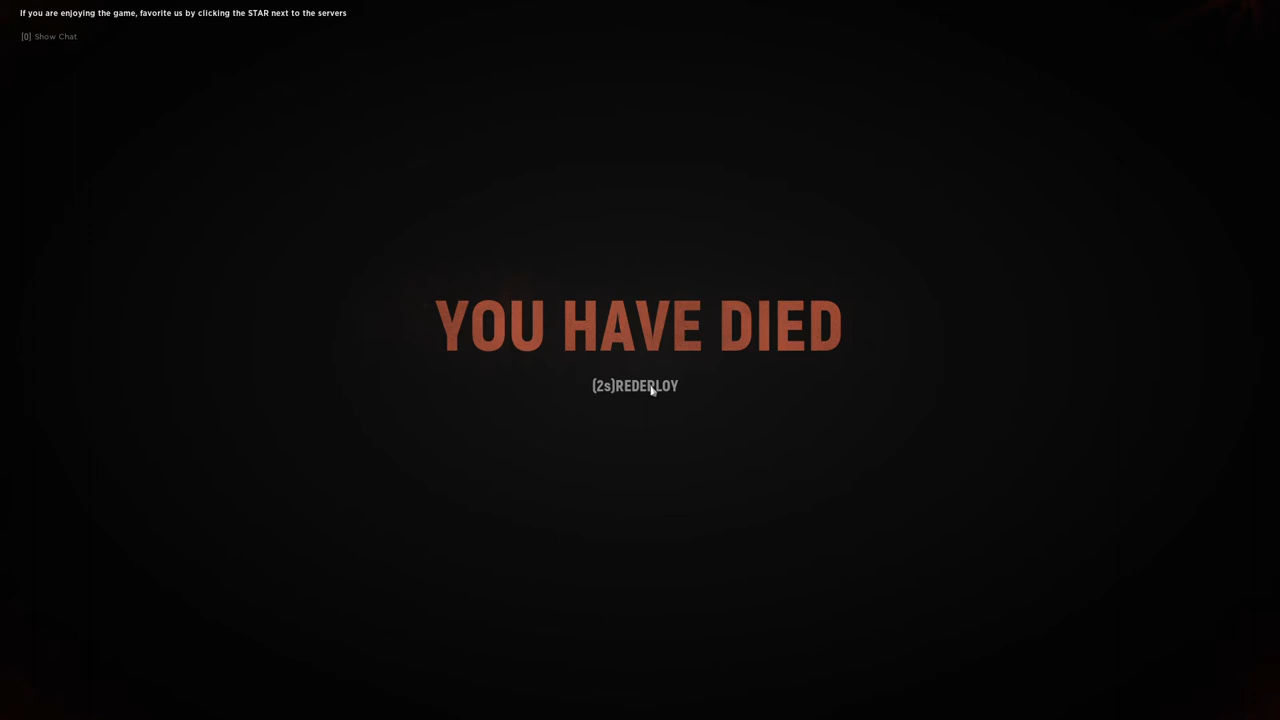 If you are enjoying the game, favorite us by clicking the STAR next to the servers
[0] Show Chat
YOU HAVE DIED
(2s)REDEPLOY